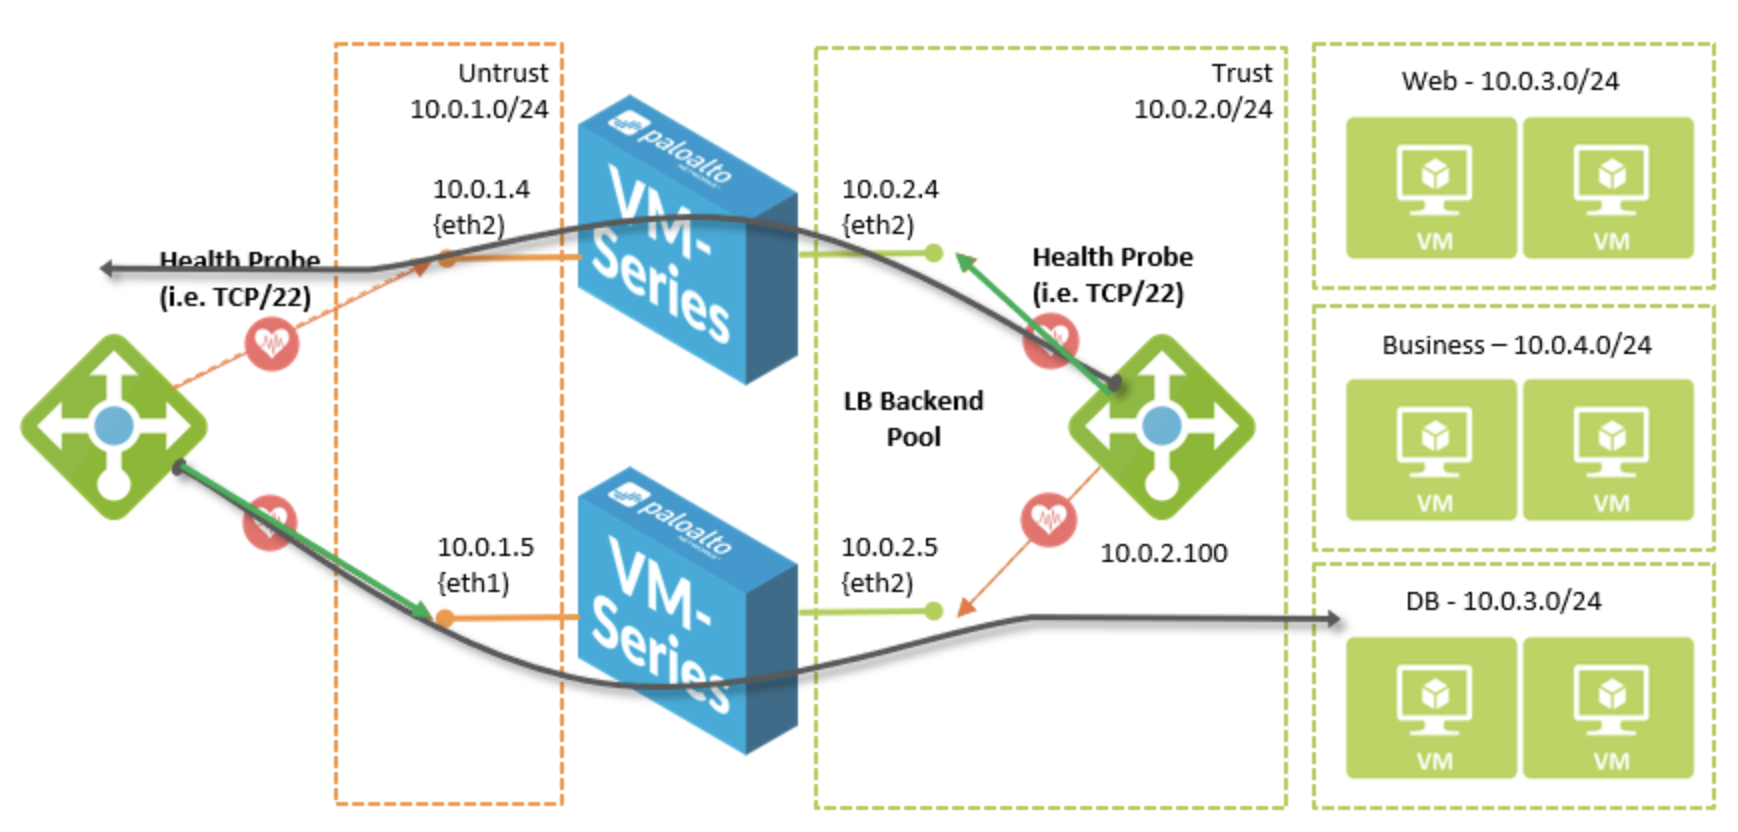 Untrust
10.0.1.0/24
Trust
10.0.2.0/24
Web - 10.0.3.0/24
VM
VM
paloalto
NETWORKS
VM-
Series
10.0.1.4
{eth2)
10.0.2.4
{eth2)
Health Probe
(i.e. TCP/22)
Health Probe
(i.e. TCP/22)
Business – 10.0.4.0/24
VM
VM
LB Backend
Pool
paloalto
NETWORKS
VM-
Series
10.0.1.5
{eth1)
10.0.2.5
{eth2)
10.0.2.100
DB - 10.0.3.0/24
VM
VM